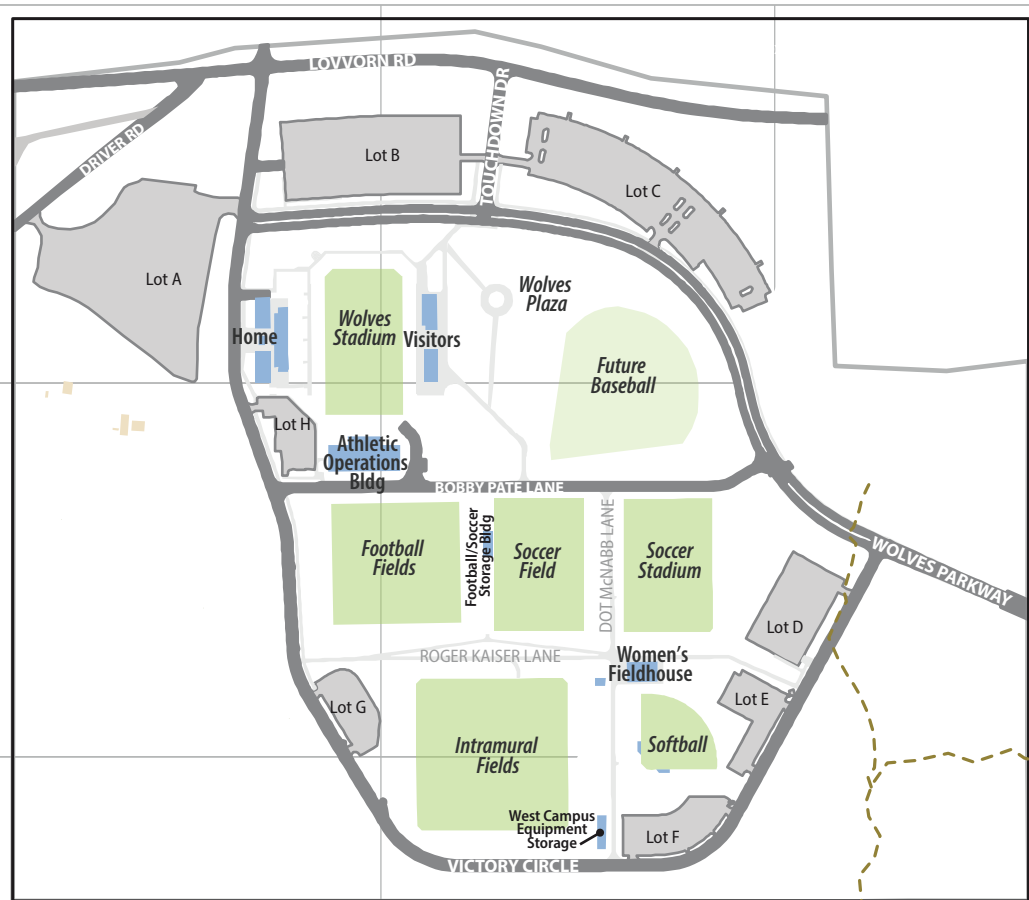 LOVVORN RD
TOUCHDOWN DR
DRIVER RD
Lot B
Lot C
Lot A
Wolves
Plaza
Home
Wolves
Stadium
Visitors
Future
Baseball
Lot H
Athletic
Operations
Bldg
BOBBY PATE LANE
WOLVES PARKWAY
Football
Fields
Football/Soccer
Storage Bldg
Soccer
Field
DOT McNABB LANE
Soccer
Stadium
Lot D
ROGER KAISER LANE
Women's
Fieldhouse
Lot E
Lot G
Intramural
Fields
Softball
West Campus
Equipment
Storage
Lot F
VICTORY CIRCLE